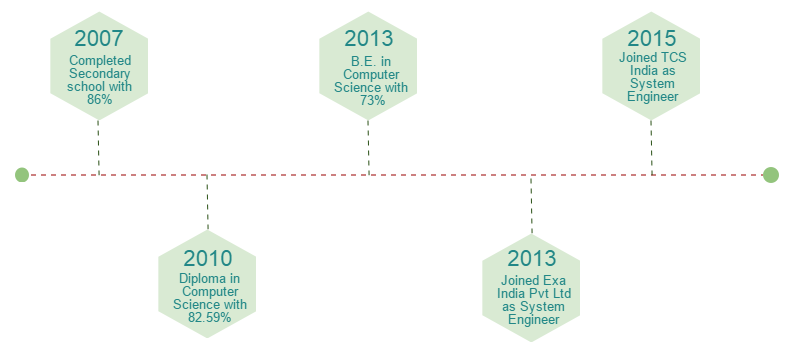 2007
Completed
Secondary
school with
86%
2010
Diploma in
Computer
Science with
82.59%
2013
B.E. in
Computer
Science with
73%
2013
Joined Exa
India Pvt Ltd
as System
Engineer
2015
Joined TCS
India as
System
Engineer